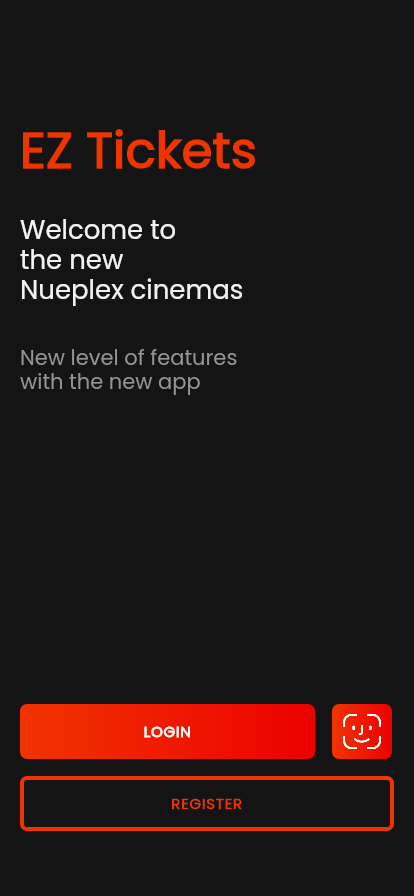 EZ Tickets
Welcome to
the new
Nueplex cinemas
New level of features
with the new app
LOGIN
REGISTER